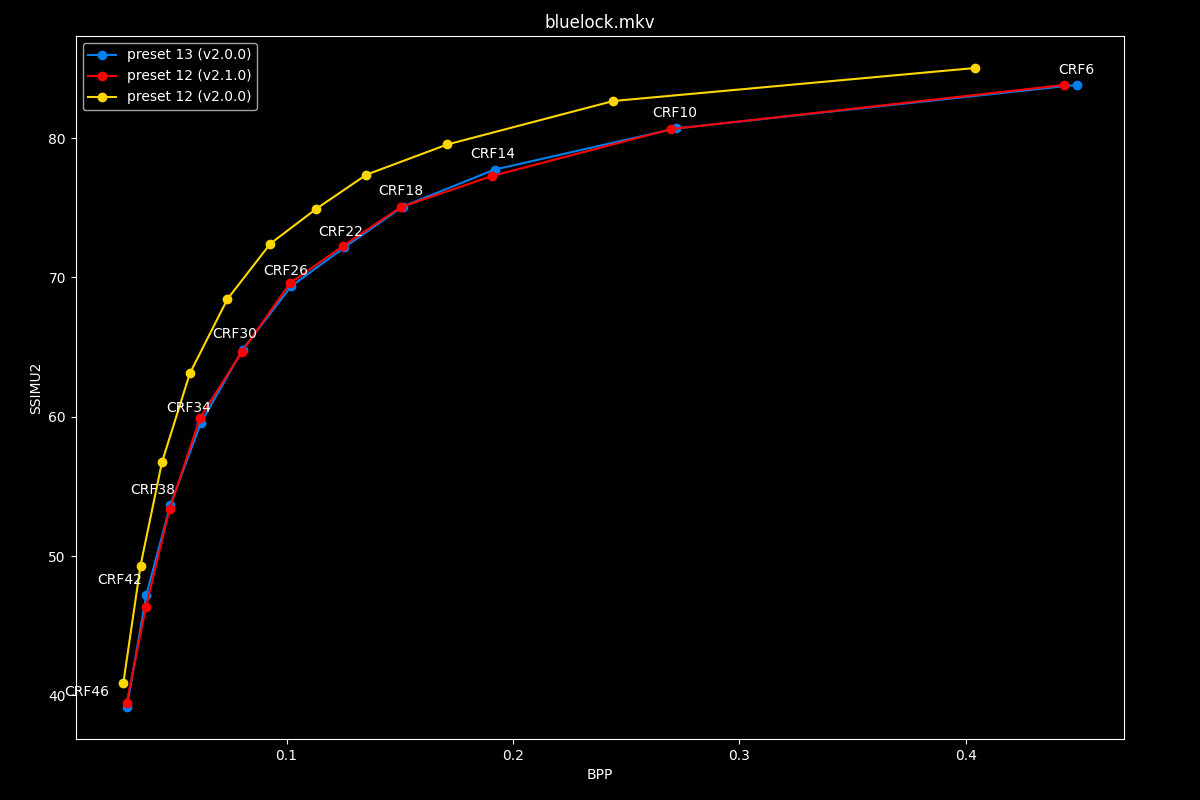 bluelock.mkv
preset 13 (v2.0.0)
preset 12 (v2.1.0)
preset 12 (v2.0.0)
CRF6
CRF10
CRF14
CRF18
CRF22
CRF26
CRF30
CRF34
CRF38
CRF42
CRF46
80
70
60
50
40
SSIMU2
0.1
0.2
0.3
0.4
BPP